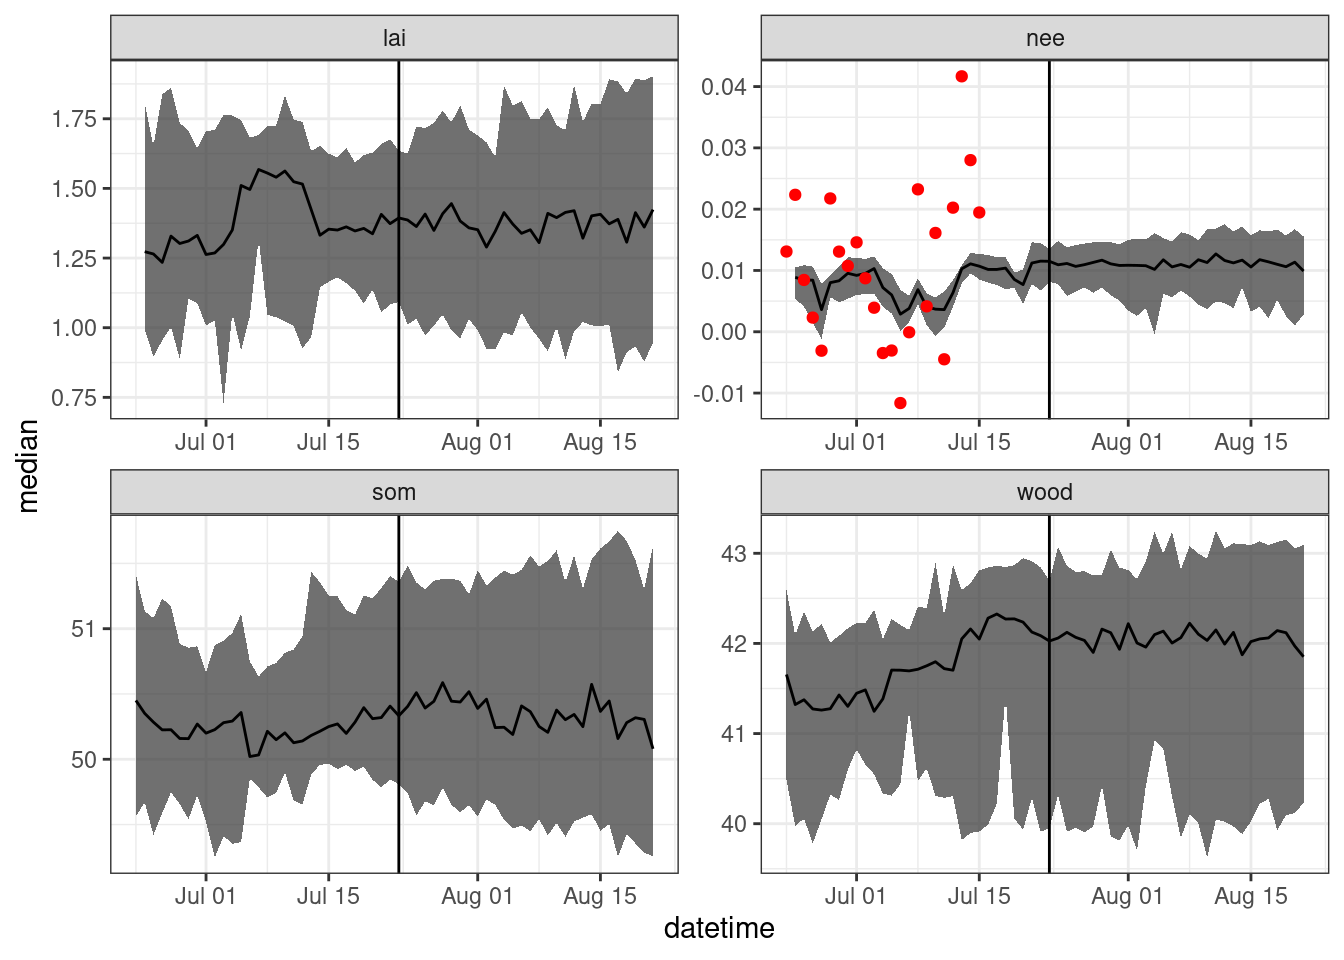 lai
nee
1.75
1.50
1.25
1.00
0.75
0.04
0.03
0.02
0.01
0.00
-0.01
Jul 01 Jul 15 Aug 01 Aug 15
Jul 01 Jul 15 Aug 01 Aug 15
median
som
wood
51
50
43
42
41
40
Jul 01 Jul 15 Aug 01 Aug 15
Jul 01 Jul 15 Aug 01 Aug 15
datetime